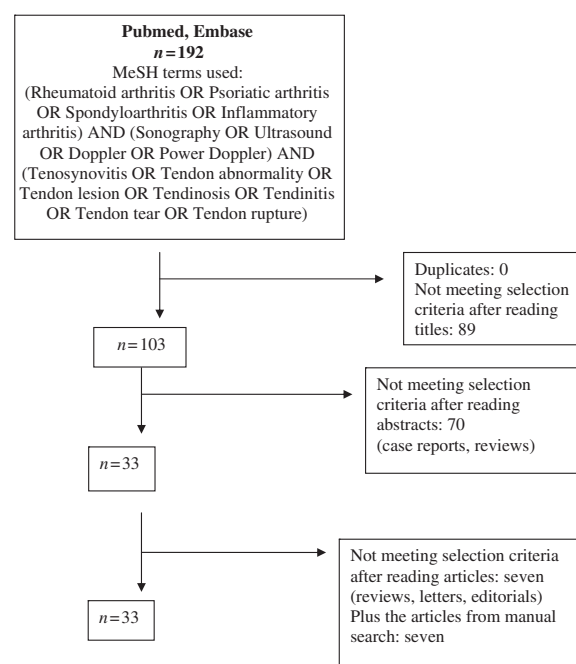 Pubmed, Embase
n=192
MeSH terms used:
(Rheumatoid arthritis OR Psoriatic arthritis
OR Spondyloarthritis OR Inflammatory
arthritis) AND (Sonography OR Ultrasound
OR Doppler OR Power Doppler) AND
(Tenosynovitis OR Tendon abnormality OR
Tendon lesion OR Tendinosis OR Tendinitis
OR Tendon tear OR Tendon rupture)
Duplicates: 0
Not meeting selection
criteria after reading
titles: 89
n=103
Not meeting selection
criteria after reading
abstracts: 70
(case reports, reviews)
n=33
Not meeting selection criteria
after reading articles: seven
(reviews, letters, editorials)
Plus the articles from manual
search: seven
n=33